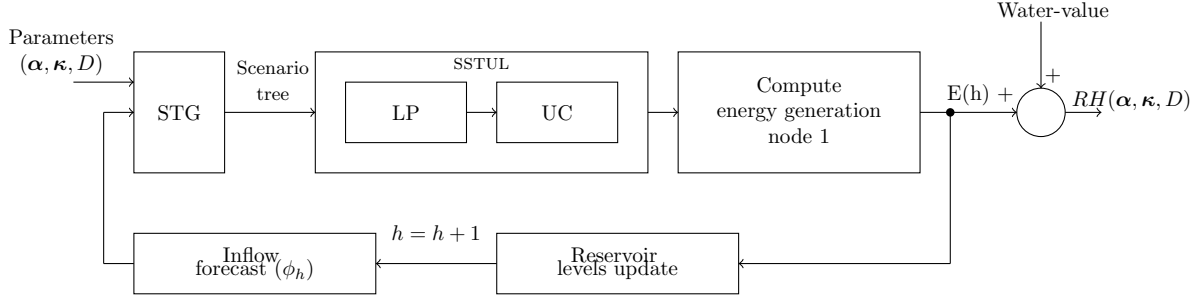 Water-value
Parameters
(α, κ, D)
STG
Scenario
tree
SSTUL
LP
UC
Compute
energy generation
node 1
E(h) +
+
RH(α, κ, D)
Inflow
forecast (ϕ_h)
h = h + 1
Reservoir
levels update